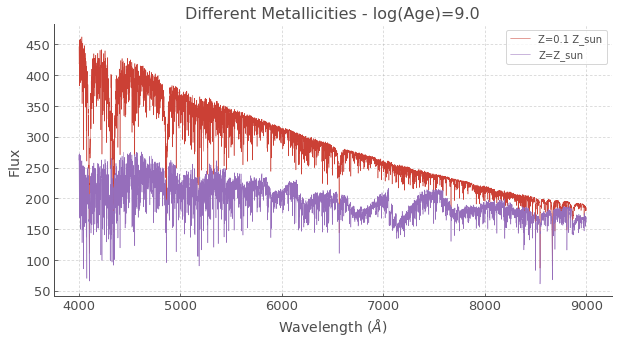 Different Metallicities - log(Age)=9.0
Z=0.1 Z_sun
Z=Z_sun
Flux
450
400
350
300
250
200
150
100
50
4000 5000 6000 7000 8000 9000
Wavelength (Å)